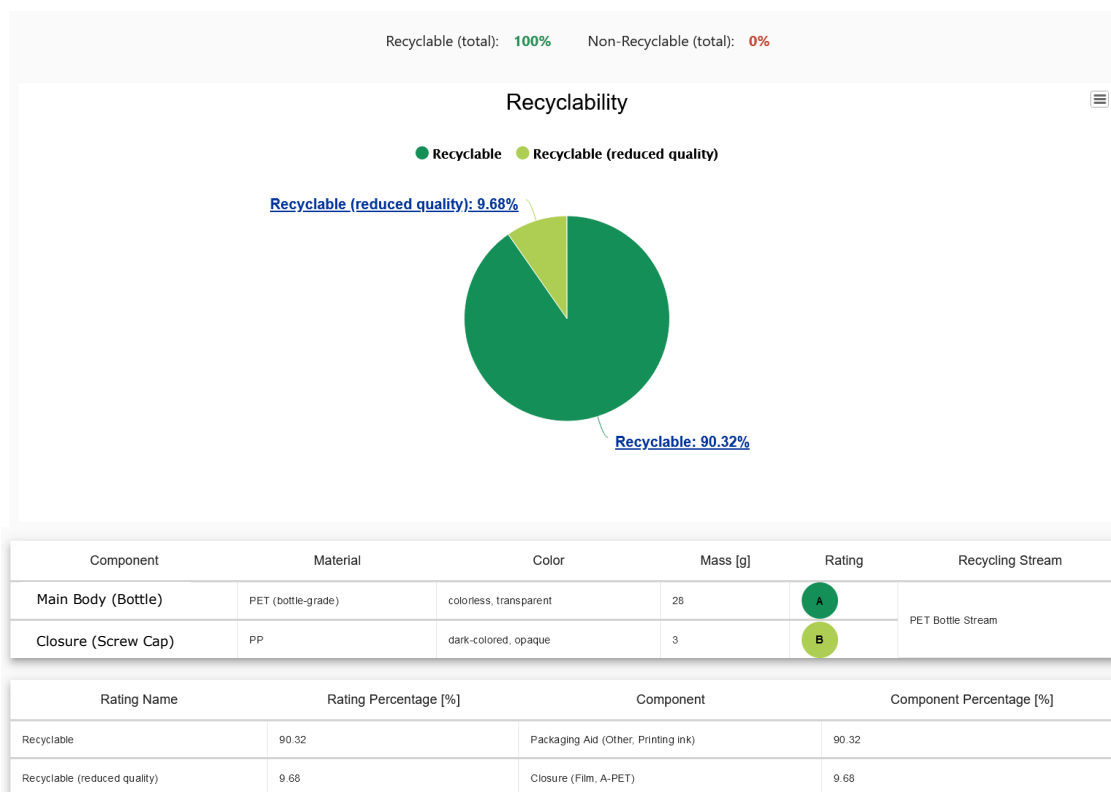 Recyclable (total): 100% Non-Recyclable (total): 0%
Recyclability
Recyclable Recyclable (reduced quality)
Recyclable (reduced quality): 9.68%
Recyclable: 90.32%
Component Material Color Mass [g] Rating Recycling Stream
Main Body (Bottle) PET (bottle-grade) colorless, transparent 28 A PET Bottle Stream
Closure (Screw Cap) PP dark-colored, opaque 3 B
Rating Name Rating Percentage [%] Component Component Percentage [%]
Recyclable 90.32 Packaging Aid (Other, Printing ink) 90.32
Recyclable (reduced quality) 9.68 Closure (Film, A-PET) 9.68